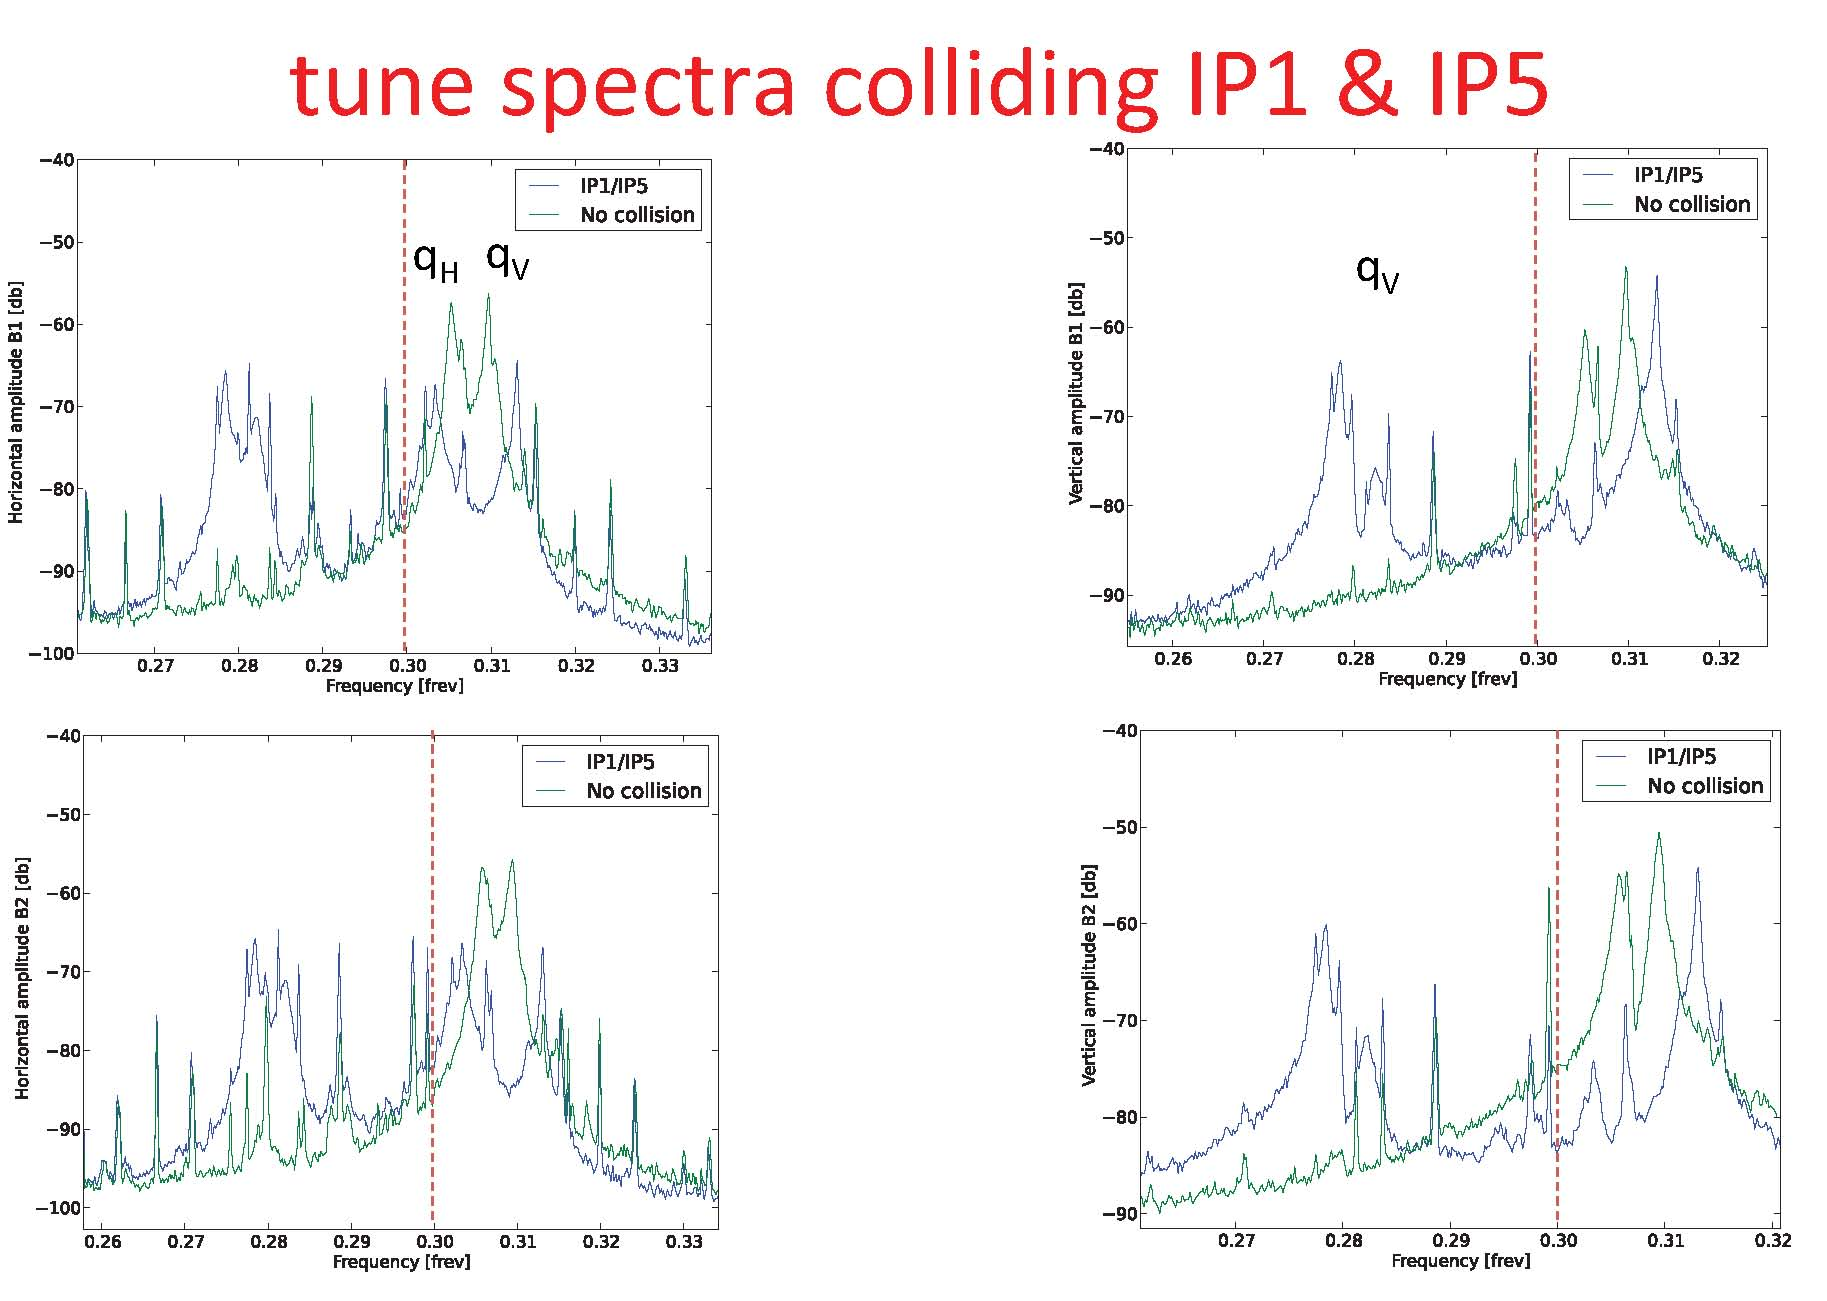 tune spectra colliding IP1 & IP5
−40
−50
−60
−70
−80
−90
−100
Horizontal amplitude B1 [db]
IP1/IP5
No collision
qH qV
0.27 0.28 0.29 0.30 0.31 0.32 0.33
Frequency [frev]
−40
−50
−60
−70
−80
−90
Vertical amplitude B1 [db]
IP1/IP5
No collision
qV
0.26 0.27 0.28 0.29 0.30 0.31 0.32
Frequency [frev]
−40
−50
−60
−70
−80
−90
−100
Horizontal amplitude B2 [db]
IP1/IP5
No collision
0.26 0.27 0.28 0.29 0.30 0.31 0.32 0.33
Frequency [frev]
−40
−50
−60
−70
−80
−90
Vertical amplitude B2 [db]
IP1/IP5
No collision
0.27 0.28 0.29 0.30 0.31 0.32
Frequency [frev]